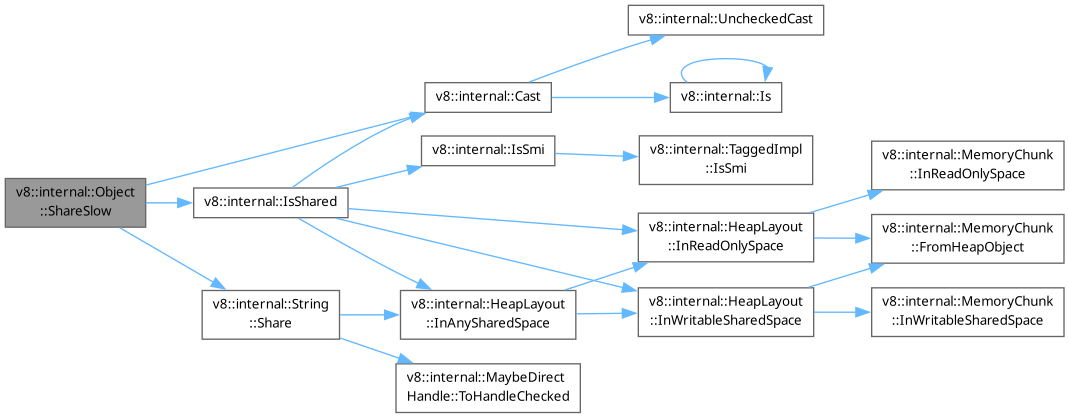 v8::internal::Object
::ShareSlow
v8::internal::IsShared
v8::internal::String
::Share
v8::internal::Cast
v8::internal::IsSmi
v8::internal::HeapLayout
::InAnySharedSpace
v8::internal::MaybeDirect
Handle::ToHandleChecked
v8::internal::UncheckedCast
v8::internal::Is
v8::internal::TaggedImpl
::IsSmi
v8::internal::HeapLayout
::InReadOnlySpace
v8::internal::HeapLayout
::InWritableSharedSpace
v8::internal::MemoryChunk
::InReadOnlySpace
v8::internal::MemoryChunk
::FromHeapObject
v8::internal::MemoryChunk
::InWritableSharedSpace